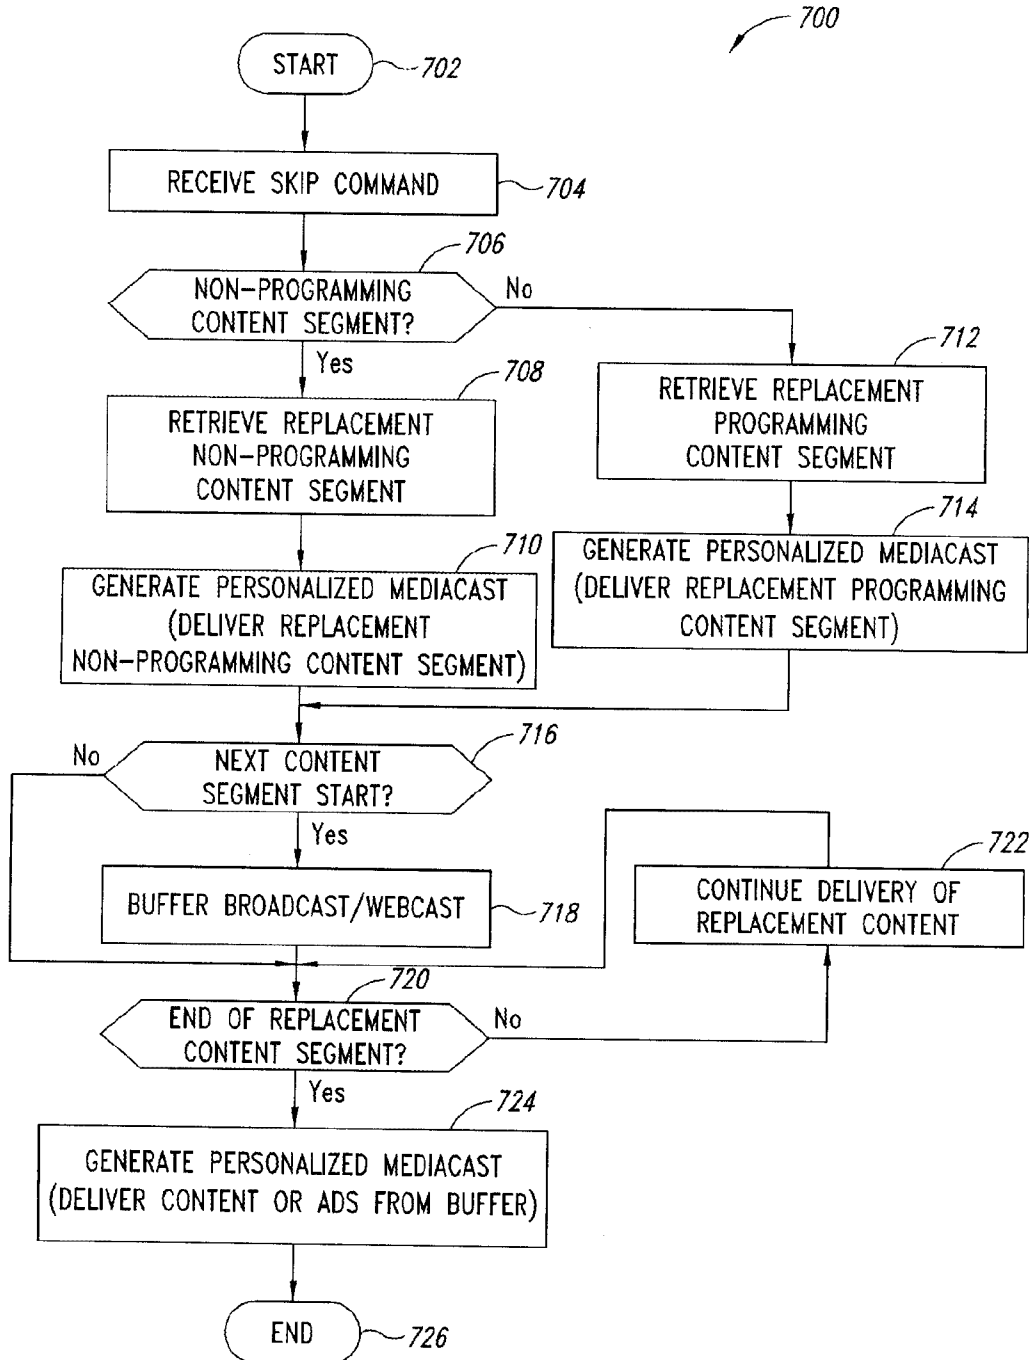 700
START
702
RECEIVE SKIP COMMAND
704
706
NON-PROGRAMMING
CONTENT SEGMENT?
No
Yes
708
RETRIEVE REPLACEMENT
NON-PROGRAMMING
CONTENT SEGMENT
712
RETRIEVE REPLACEMENT
PROGRAMMING
CONTENT SEGMENT
710
GENERATE PERSONALIZED MEDIACAST
(DELIVER REPLACEMENT
NON-PROGRAMMING CONTENT SEGMENT)
714
GENERATE PERSONALIZED MEDIACAST
(DELIVER REPLACEMENT PROGRAMMING
CONTENT SEGMENT)
716
No
NEXT CONTENT
SEGMENT START?
Yes
BUFFER BROADCAST/WEBCAST
718
722
CONTINUE DELIVERY OF
REPLACEMENT CONTENT
720
END OF REPLACEMENT
CONTENT SEGMENT?
No
Yes
724
GENERATE PERSONALIZED MEDIACAST
(DELIVER CONTENT OR ADS FROM BUFFER)
END
726